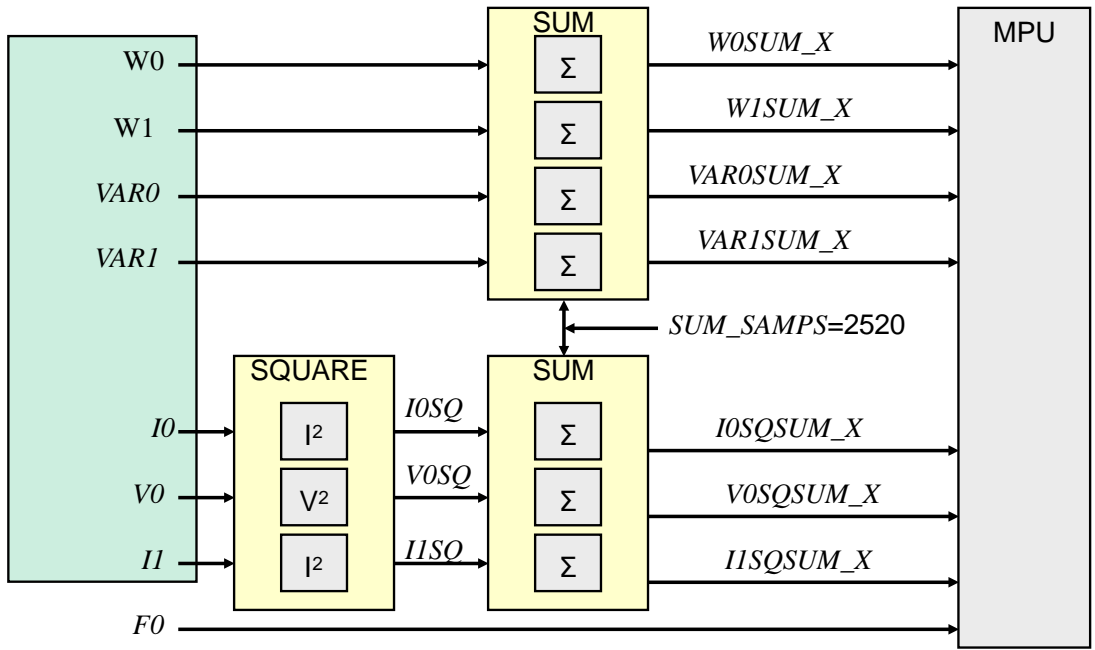 SUM
MPU
W0
Σ
W0SUM_X
W1
Σ
W1SUM_X
VAR0
Σ
VAR0SUM_X
VAR1
Σ
VAR1SUM_X
SUM_SAMPS=2520
SQUARE
SUM
I0
I²
I0SQ
Σ
I0SQSUM_X
V0
V²
V0SQ
Σ
V0SQSUM_X
I1
I²
I1SQ
Σ
I1SQSUM_X
F0